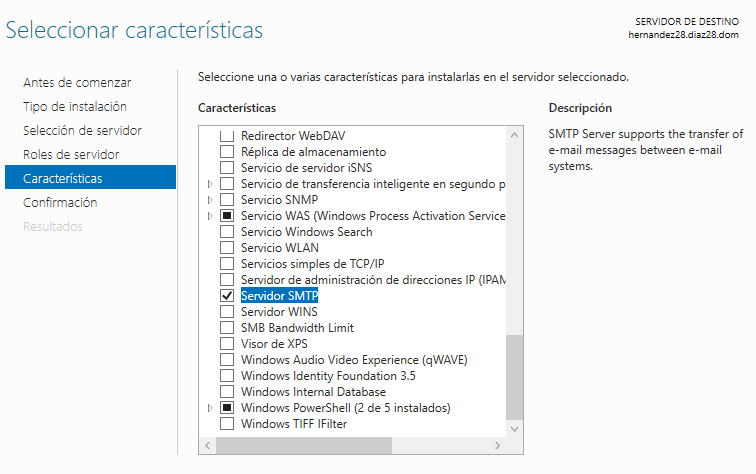 Seleccionar características
SERVIDOR DE DESTINO
hernandez28.diaz28.dom
Antes de comenzar
Tipo de instalación
Selección de servidor
Roles de servidor
Características
Confirmación
Resultados
Seleccione una o varias características para instalarlas en el servidor seleccionado.
Características
Redirector WebDAV
Réplica de almacenamiento
Servicio de servidor iSNS
Servicio de transferencia inteligente en segundo p
Servicio SNMP
Servicio WAS (Windows Process Activation Service
Servicio Windows Search
Servicio WLAN
Servicios simples de TCP/IP
Servidor de administración de direcciones IP (IPAM
Servidor SMTP
Servidor WINS
SMB Bandwidth Limit
Visor de XPS
Windows Audio Video Experience (qWAVE)
Windows Identity Foundation 3.5
Windows Internal Database
Windows PowerShell (2 de 5 instalados)
Windows TIFF IFilter
Descripción
SMTP Server supports the transfer of
e-mail messages between e-mail
systems.